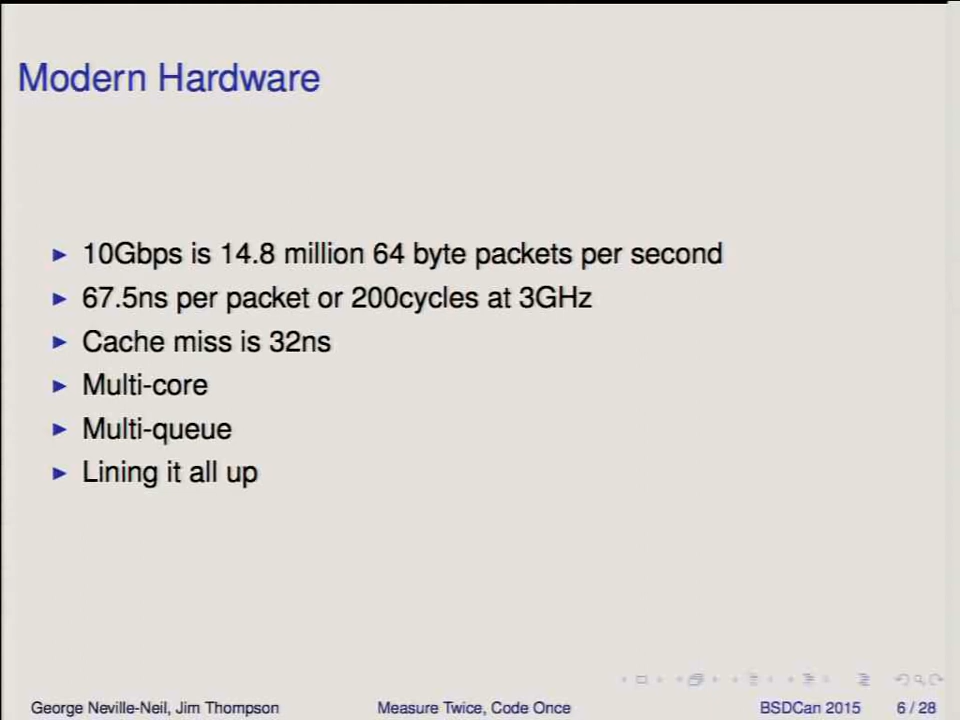 Modern Hardware
10Gbps is 14.8 million 64 byte packets per second
67.5ns per packet or 200cycles at 3GHz
Cache miss is 32ns
Multi-core
Multi-queue
Lining it all up
George Neville-Neil, Jim Thompson
Measure Twice, Code Once
BSDCan 2015
6 / 28